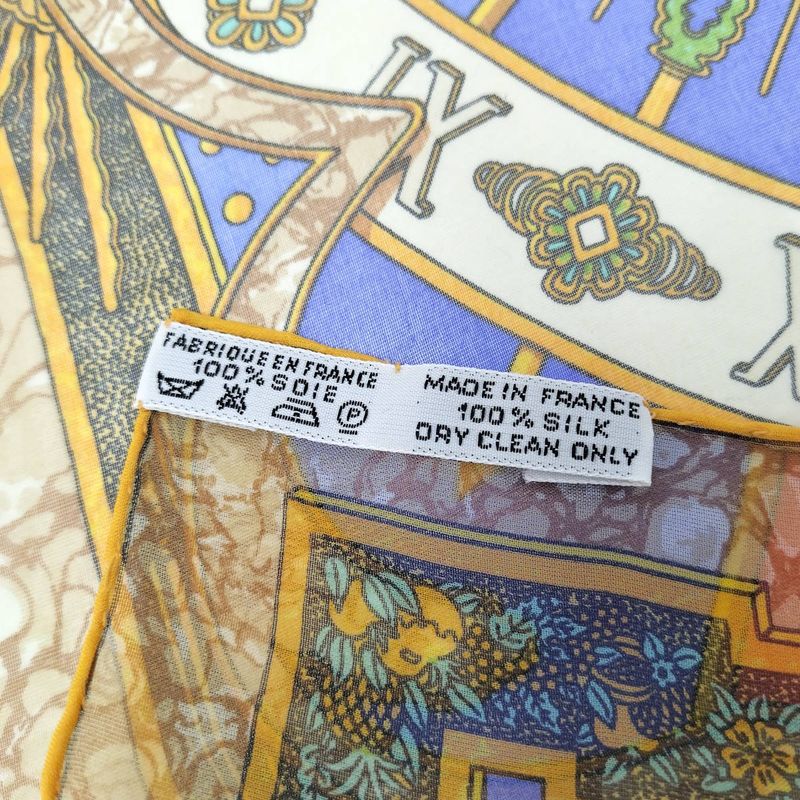 FABRIQUE EN FRANCE
100% SOIE
P
MADE IN FRANCE
100% SILK
DRY CLEAN ONLY